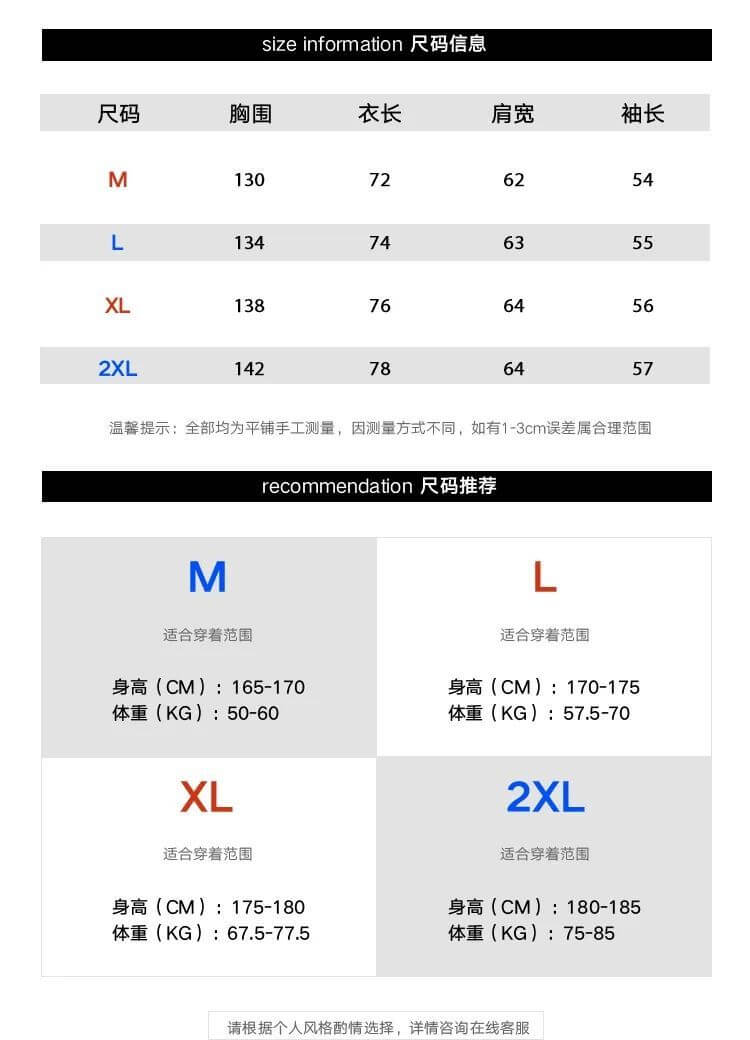 size information 尺码信息
尺码 胸围 衣长 肩宽 袖长
M 130 72 62 54
L 134 74 63 55
XL 138 76 64 56
2XL 142 78 64 57
温馨提示：全部均为平铺手工测量，因测量方式不同，如有1-3cm误差属合理范围
recommendation 尺码推荐
M
适合穿着范围
身高（CM）：165-170
体重（KG）：50-60
L
适合穿着范围
身高（CM）：170-175
体重（KG）：57.5-70
XL
适合穿着范围
身高（CM）：175-180
体重（KG）：67.5-77.5
2XL
适合穿着范围
身高（CM）：180-185
体重（KG）：75-85
请根据个人风格酌情选择，详情咨询在线客服